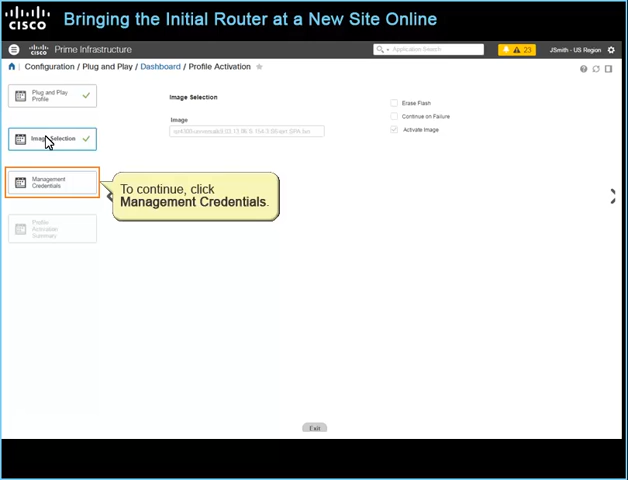 CISCO
Bringing the Initial Router at a New Site Online
CISCO
Prime Infrastructure
Application Search
23
JSmith - US Region
Configuration / Plug and Play / Dashboard / Profile Activation
Plug and Play
Profile
Image Selection
Management
Credentials
Profile
Activation
Summary
To continue, click
Management Credentials.
Image Selection
Image
Erase Flash
Continue on Failure
Activate Image
Exit